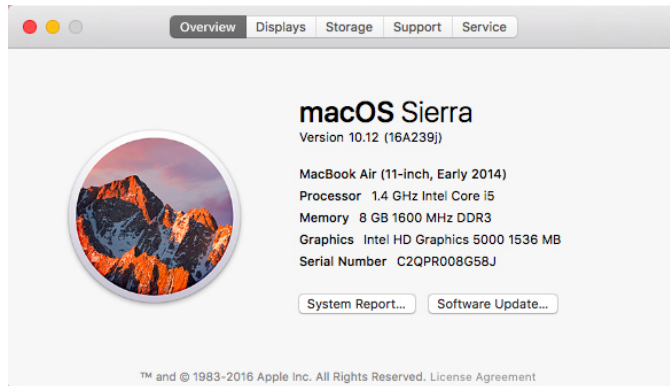 Overview Displays Storage Support Service
macOS Sierra
Version 10.12 (16A239j)
MacBook Air (11-inch, Early 2014)
Processor 1.4 GHz Intel Core i5
Memory 8 GB 1600 MHz DDR3
Graphics Intel HD Graphics 5000 1536 MB
Serial Number C2QPR008G58J
System Report... Software Update...
™ and © 1983-2016 Apple Inc. All Rights Reserved. License Agreement